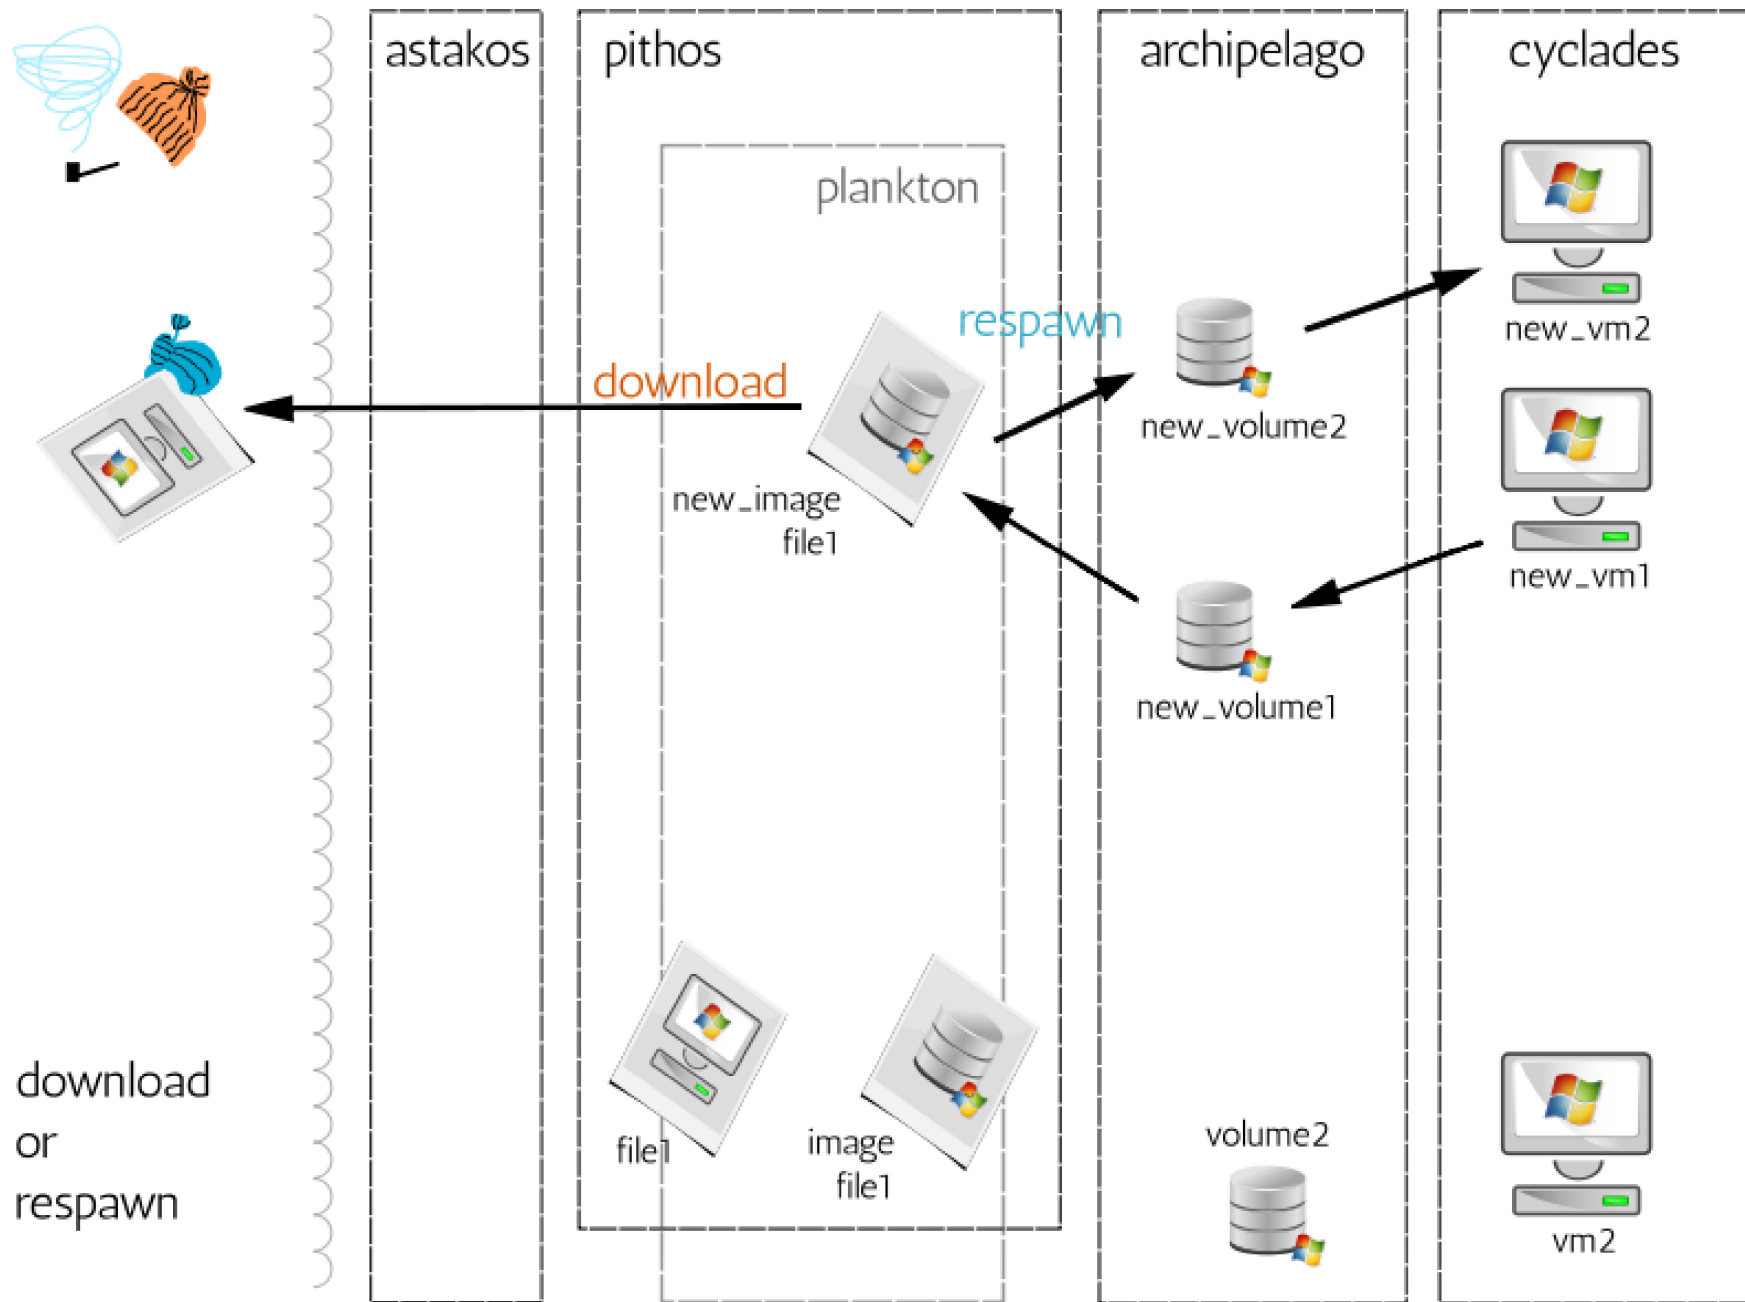 astakos
pithos
archipelago
cyclades
plankton
respawn
download
new_vm2
new_volume2
new_image
file1
new_vm1
new_volume1
download
or
respawn
file1
image
file1
volume2
vm2